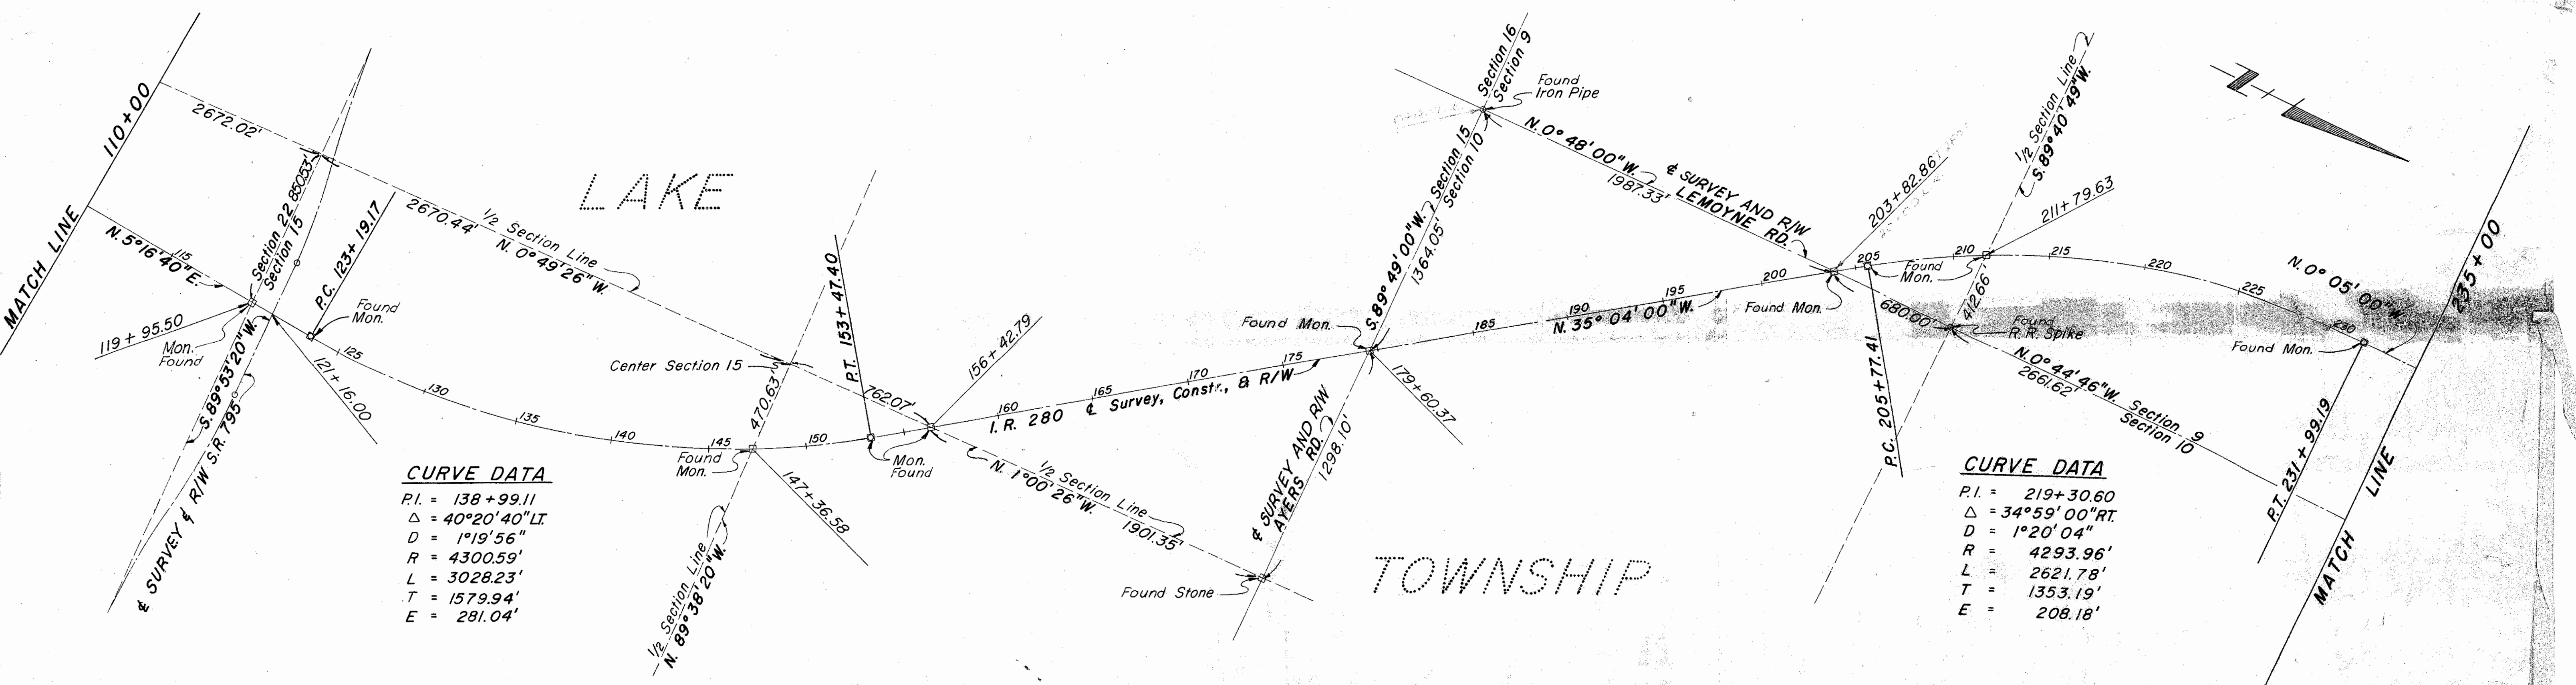 MATCH LINE
110+00
2672.02'
N. 5°16'40"E.
115
Section 22
Section 15
119+95.50
Mon.
Found
S.89°53'20"W.
℄ SURVEY & R/W S.R. 795
121+16.00
P.C. 123+19.17
Found
Mon.
125
130
135
140
145
150
LAKE
2670.44'
1/2 Section Line
N. 0°49'26"W.
Center Section 15
470.63'
P.T. 153+47.40
762.07'
156+42.79
Found
Mon.
147+36.58
Mon.
Found
1/2 Section Line
N. 89°38'20"W.
CURVE DATA
P.I. = 138+99.11
Δ = 40°20'40"LT.
D = 1°19'56"
R = 4300.59'
L = 3028.23'
T = 1579.94'
E = 281.04'
160
165
170
175
I.R. 280 ℄ Survey, Constr., & R/W
1/2 Section Line
N. 1°00'26"W.
1901.35'
Found Stone
℄ SURVEY AND R/W
AYERS RD.
1298.10'
Found Mon.
179+60.37
S.89°49'00"W.
1364.05'
Section 15
Section 10
Section 16
Section 9
Found
Iron Pipe
N. 0°48'00"W.
1987.33'
℄ SURVEY AND R/W
LEMOYNE RD.
TOWNSHIP
185
190
195
200
N. 35°04'00"W.
203+82.86
Found Mon.
205
210
215
220
225
230
Found
Mon.
211+79.63
1/2 Section Line
S.89°40'49"W.
412.66'
680.00'
Found
R.R. Spike
P.C. 205+77.41
N.0°44'46"W.
2661.62'
Section 9
Section 10
CURVE DATA
P.I. = 219+30.60
Δ = 34°59'00"RT.
D = 1°20'04"
R = 4293.96'
L = 2621.78'
T = 1353.19'
E = 208.18'
N. 0°05'00"W.
Found Mon.
P.T. 231+99.19
235+00
MATCH LINE